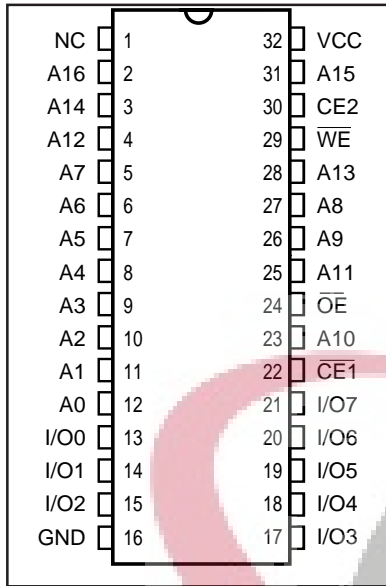 NC 1 32 VCC
A16 2 31 A15
A14 3 30 CE2
A12 4 29 WE
A7 5 28 A13
A6 6 27 A8
A5 7 26 A9
A4 8 25 A11
A3 9 24 OE
A2 10 23 A10
A1 11 22 CE1
A0 12 21 I/O7
I/O0 13 20 I/O6
I/O1 14 19 I/O5
I/O2 15 18 I/O4
GND 16 17 I/O3